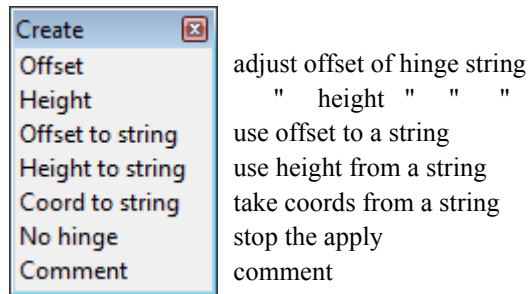 Create
Offset adjust offset of hinge string
Height " height " " "
Offset to string use offset to a string
Height to string use height from a string
Coord to string take coords from a string
No hinge stop the apply
Comment comment